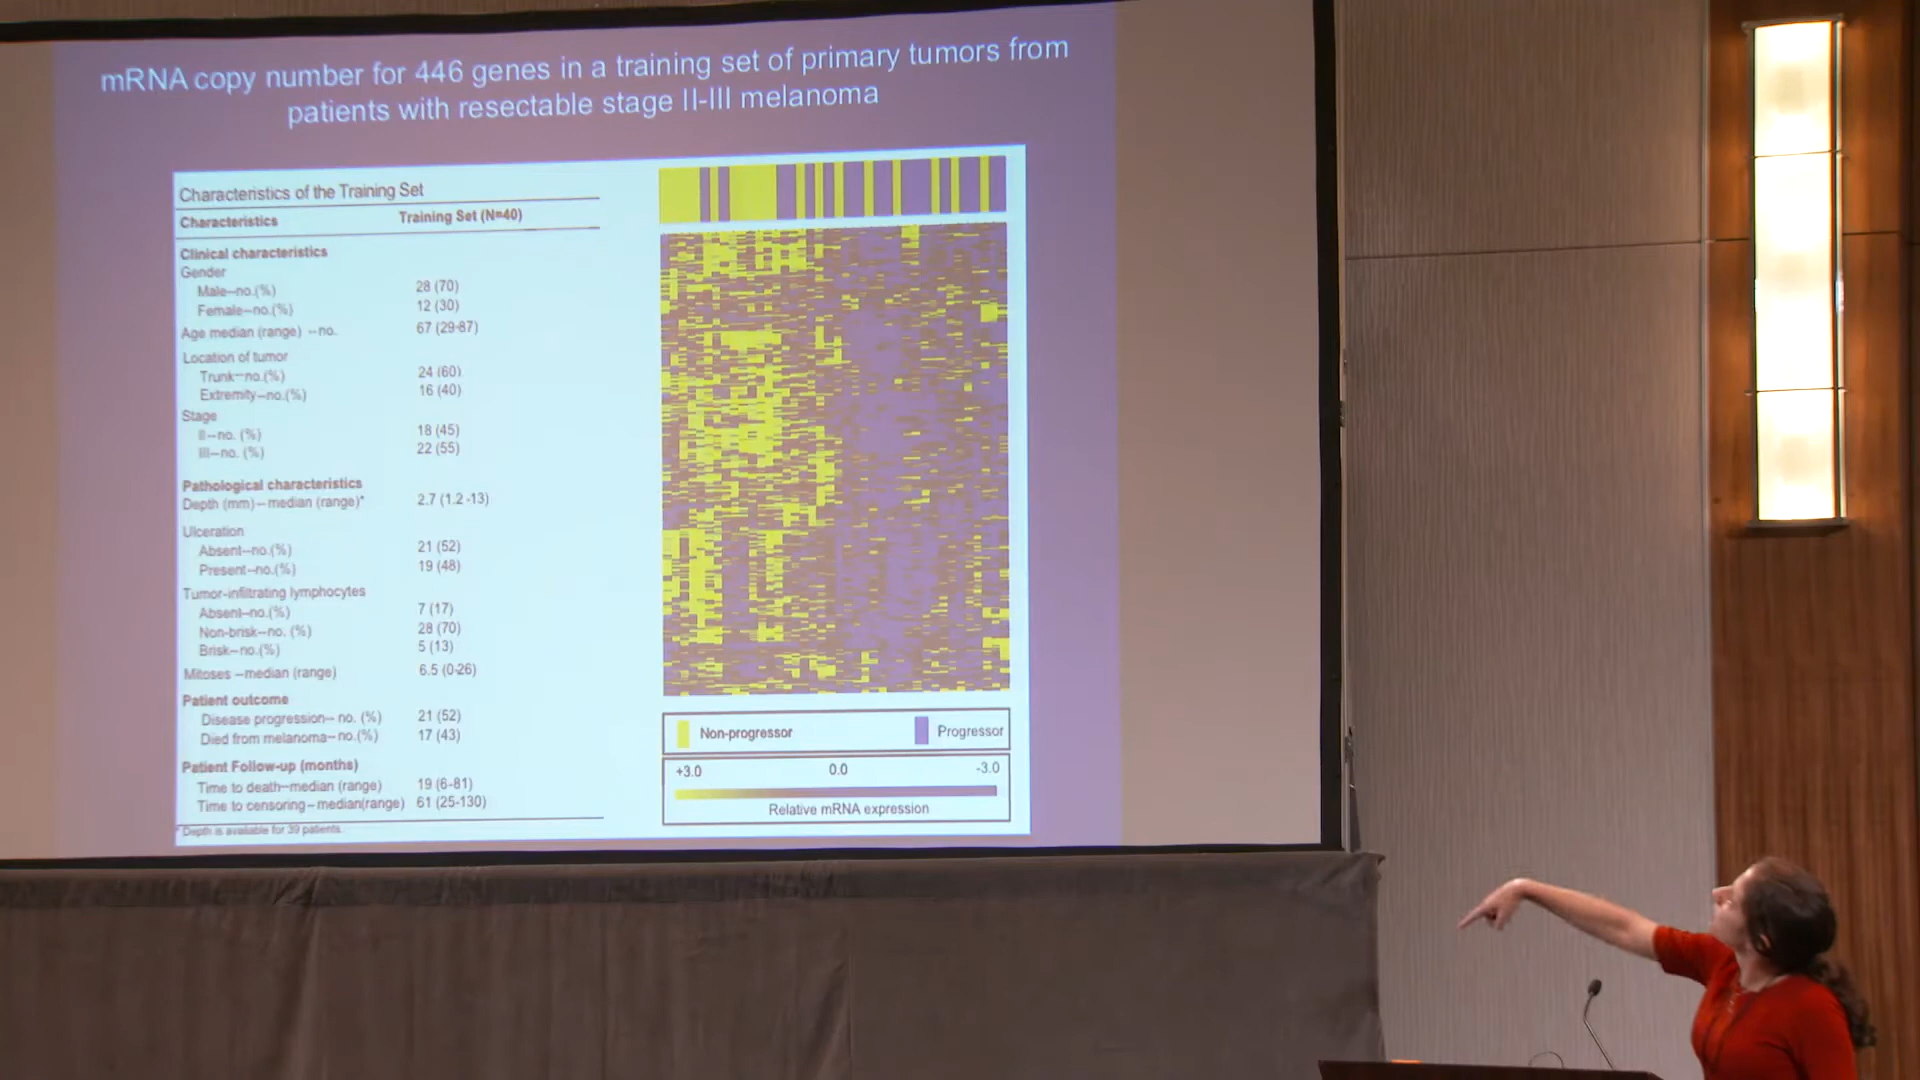 mRNA copy number for 446 genes in a training set of primary tumors from
patients with resectable stage II-III melanoma
Characteristics of the Training Set
Characteristics Training Set (N=40)
Clinical characteristics
Gender
Male--no.(%) 28 (70)
Female--no.(%) 12 (30)
Age median (range) --no. 67 (29-87)
Location of tumor
Trunk--no.(%) 24 (60)
Extremity--no.(%) 16 (40)
Stage
II--no. (%) 18 (45)
III--no. (%) 22 (55)
Pathological characteristics
Depth (mm)--median (range)* 2.7 (1.2 -13)
Ulceration
Absent--no.(%) 21 (52)
Present--no.(%) 19 (48)
Tumor-infiltrating lymphocytes
Absent--no.(%) 7 (17)
Non-brisk--no. (%) 28 (70)
Brisk--no.(%) 5 (13)
Mitoses --median (range) 6.5 (0-26)
Patient outcome
Disease progression-- no. (%) 21 (52)
Died from melanoma--no.(%) 17 (43)
Patient Follow-up (months)
Time to death--median (range) 19 (6-81)
Time to censoring--median(range) 61 (25-130)
* Depth is available for 39 patients.
Non-progressor Progressor
+3.0 0.0 -3.0
Relative mRNA expression